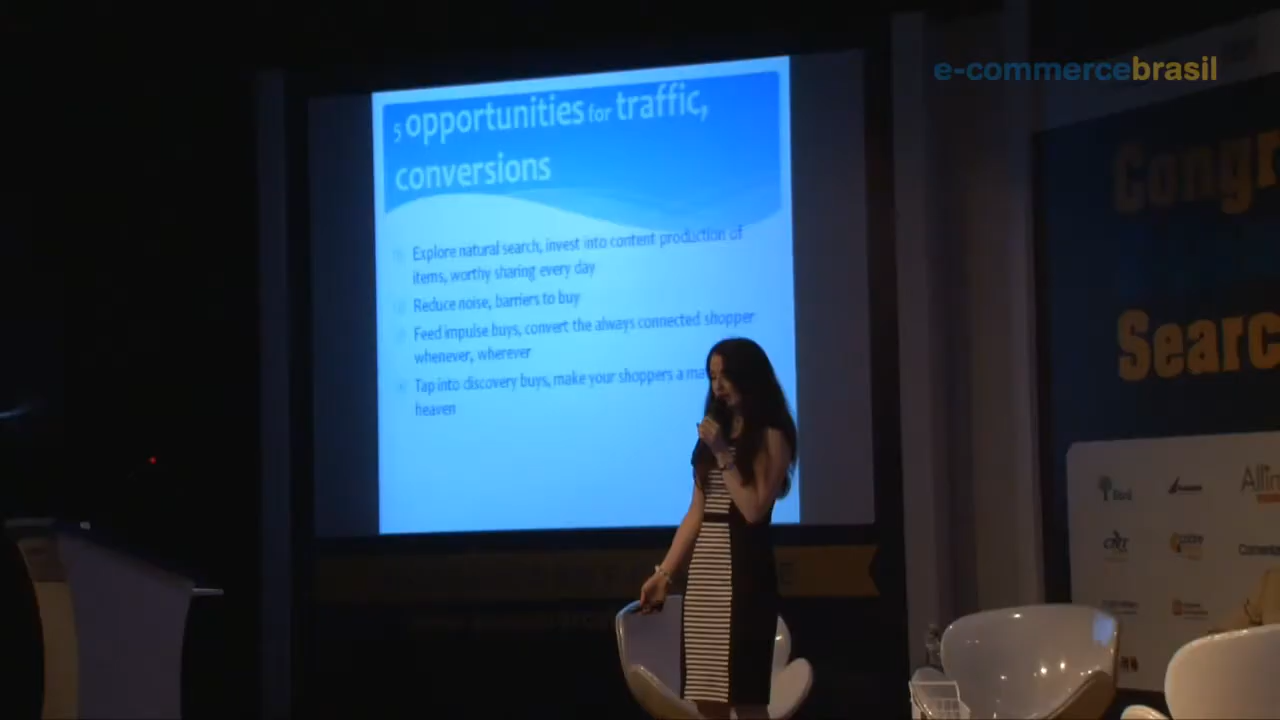 e-commercebrasil
5 opportunities for traffic,
conversions
Explore natural search, invest into content production of
items, worthy sharing every day
Reduce noise, barriers to buy
Feed impulse buys, convert the always connected shopper
whenever, wherever
Tap into discovery buys, make your shoppers a
heaven
Searc